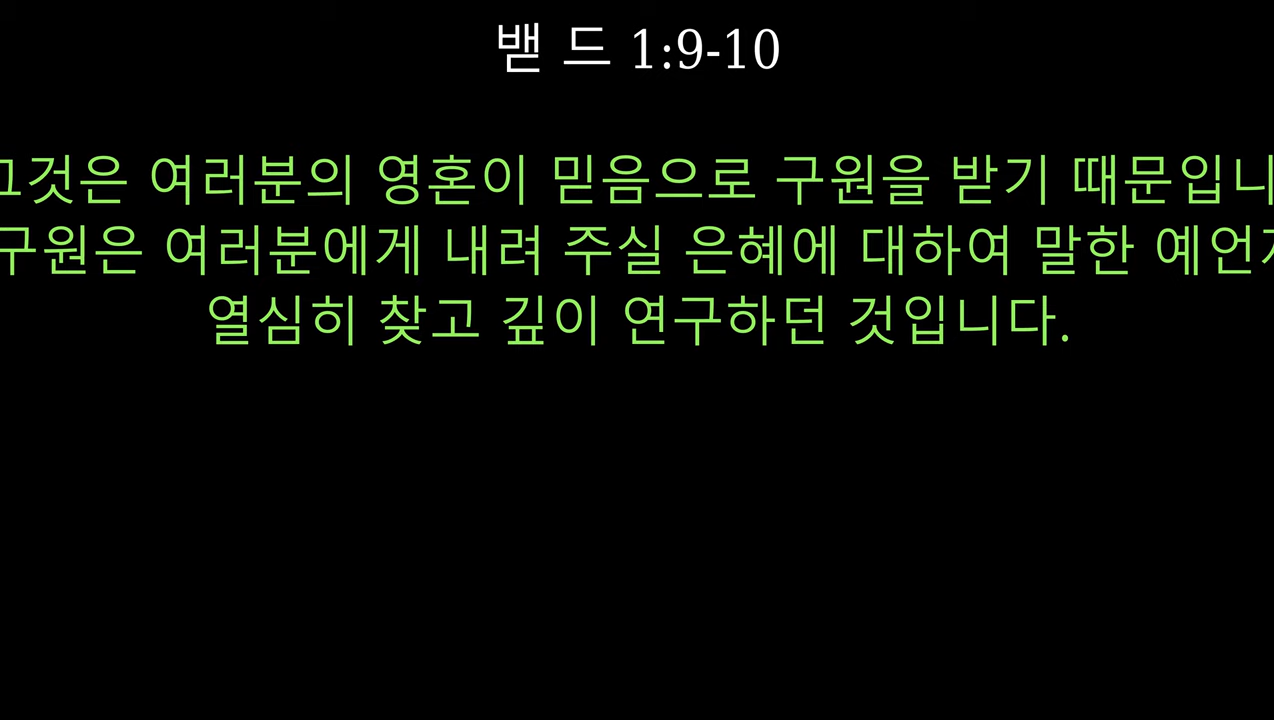 밷 드 1:9-10
그것은 여러분의 영혼이 믿음으로 구원을 받기 때문입니
구원은 여러분에게 내려 주실 은혜에 대하여 말한 예언
열심히 찾고 깊이 연구하던 것입니다.